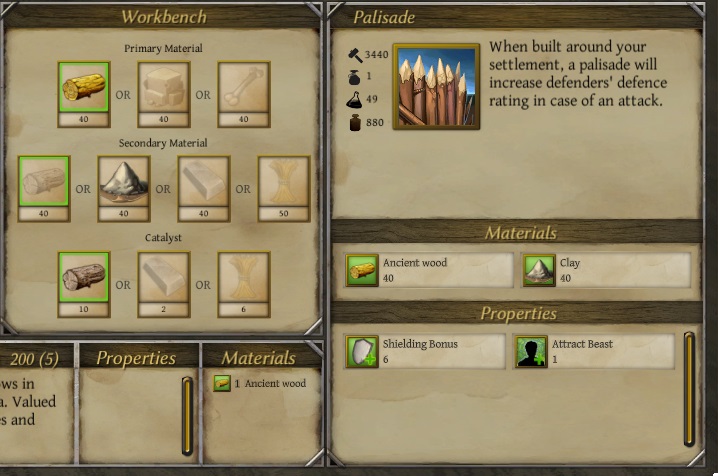 Workbench
Primary Material
OR
OR
40
40
40
Secondary Material
OR
OR
OR
40
40
40
50
Catalyst
OR
OR
10
2
6
200 (5)
ows in
a. Valued
es and
Properties
Materials
1 Ancient wood
Palisade
3440
1
49
880
When built around your
settlement, a palisade will
increase defenders' defence
rating in case of an attack.
Materials
Ancient wood
40
Clay
40
Properties
Shielding Bonus
6
Attract Beast
1